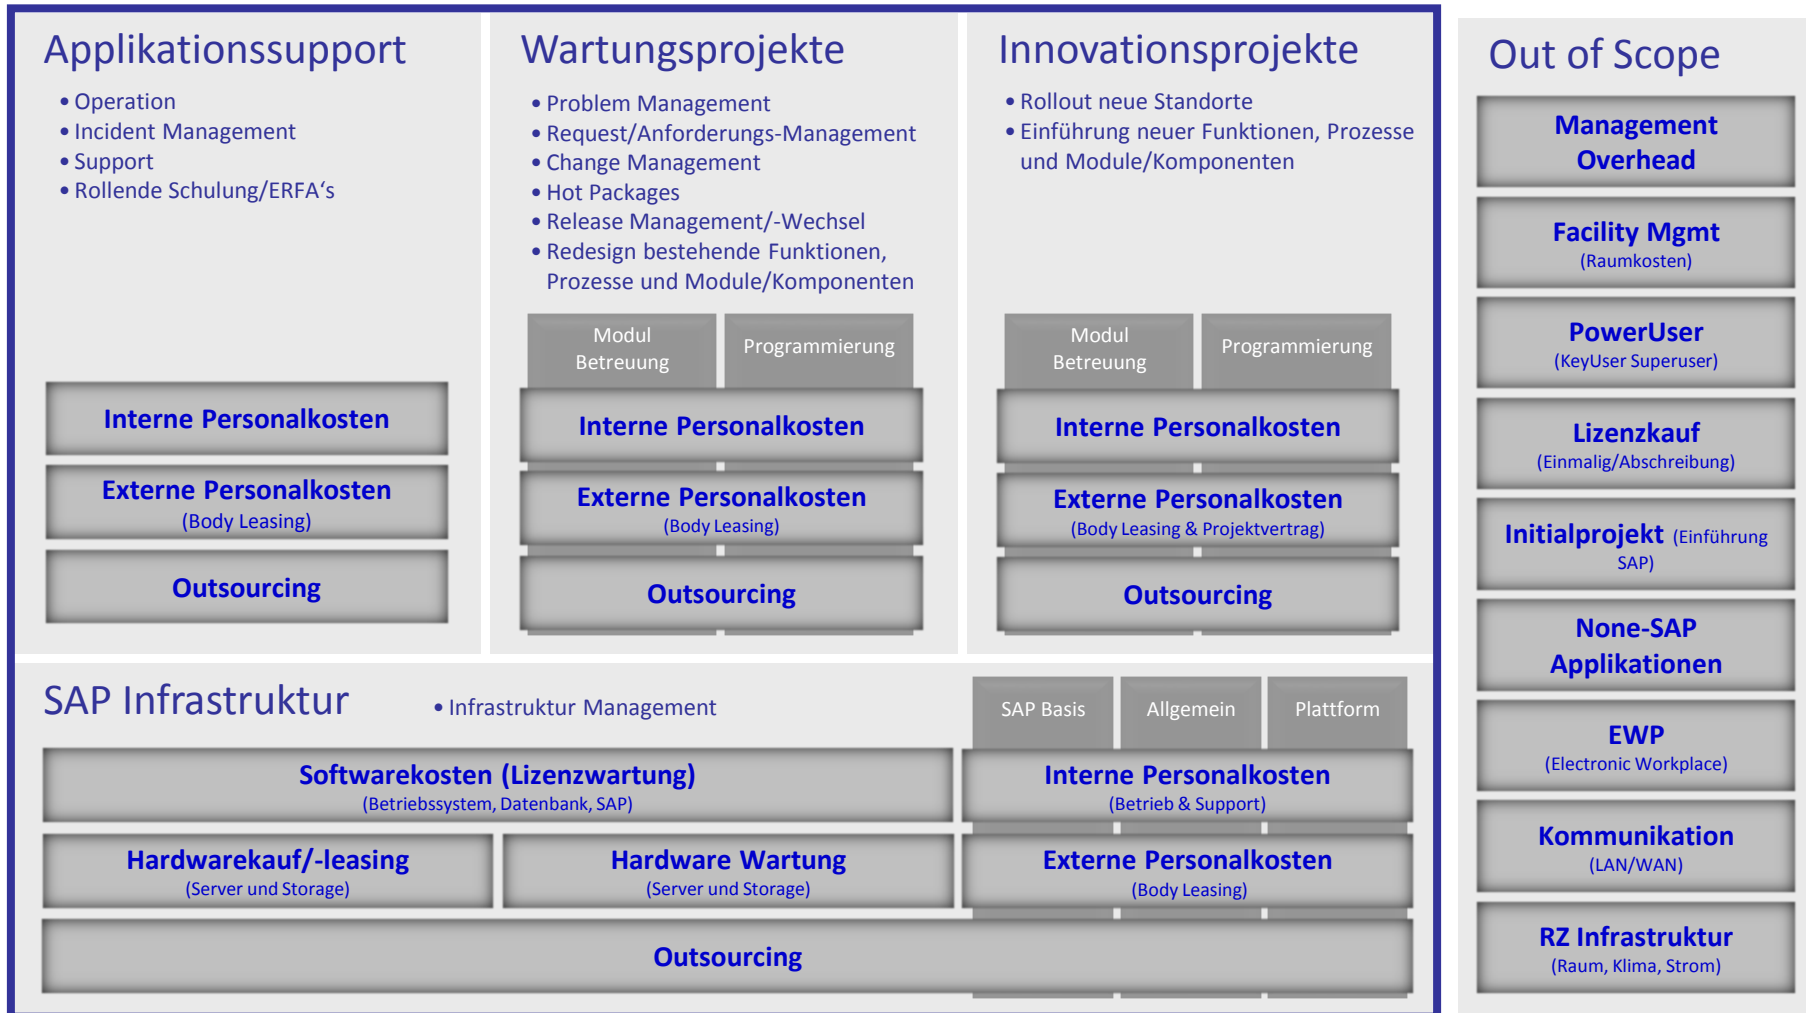 Applikationssupport
• Operation
• Incident Management
• Support
• Rollende Schulung/ERFA‘s
Interne Personalkosten
Externe Personalkosten
(Body Leasing)
Outsourcing
Wartungsprojekte
• Problem Management
• Request/Anforderungs-Management
• Change Management
• Hot Packages
• Release Management/-Wechsel
• Redesign bestehende Funktionen,
Prozesse und Module/Komponenten
Modul
Betreuung
Programmierung
Interne Personalkosten
Externe Personalkosten
(Body Leasing)
Outsourcing
Innovationsprojekte
• Rollout neue Standorte
• Einführung neuer Funktionen, Prozesse
und Module/Komponenten
Modul
Betreuung
Programmierung
Interne Personalkosten
Externe Personalkosten
(Body Leasing & Projektvertrag)
Outsourcing
SAP Infrastruktur
• Infrastruktur Management
SAP Basis
Allgemein
Plattform
Softwarekosten (Lizenzwartung)
(Betriebssystem, Datenbank, SAP)
Interne Personalkosten
(Betrieb & Support)
Hardwarekauf/-leasing
(Server und Storage)
Hardware Wartung
(Server und Storage)
Externe Personalkosten
(Body Leasing)
Outsourcing
Out of Scope
Management
Overhead
Facility Mgmt
(Raumkosten)
PowerUser
(KeyUser Superuser)
Lizenzkauf
(Einmalig/Abschreibung)
Initialprojekt (Einführung
SAP)
None-SAP
Applikationen
EWP
(Electronic Workplace)
Kommunikation
(LAN/WAN)
RZ Infrastruktur
(Raum, Klima, Strom)